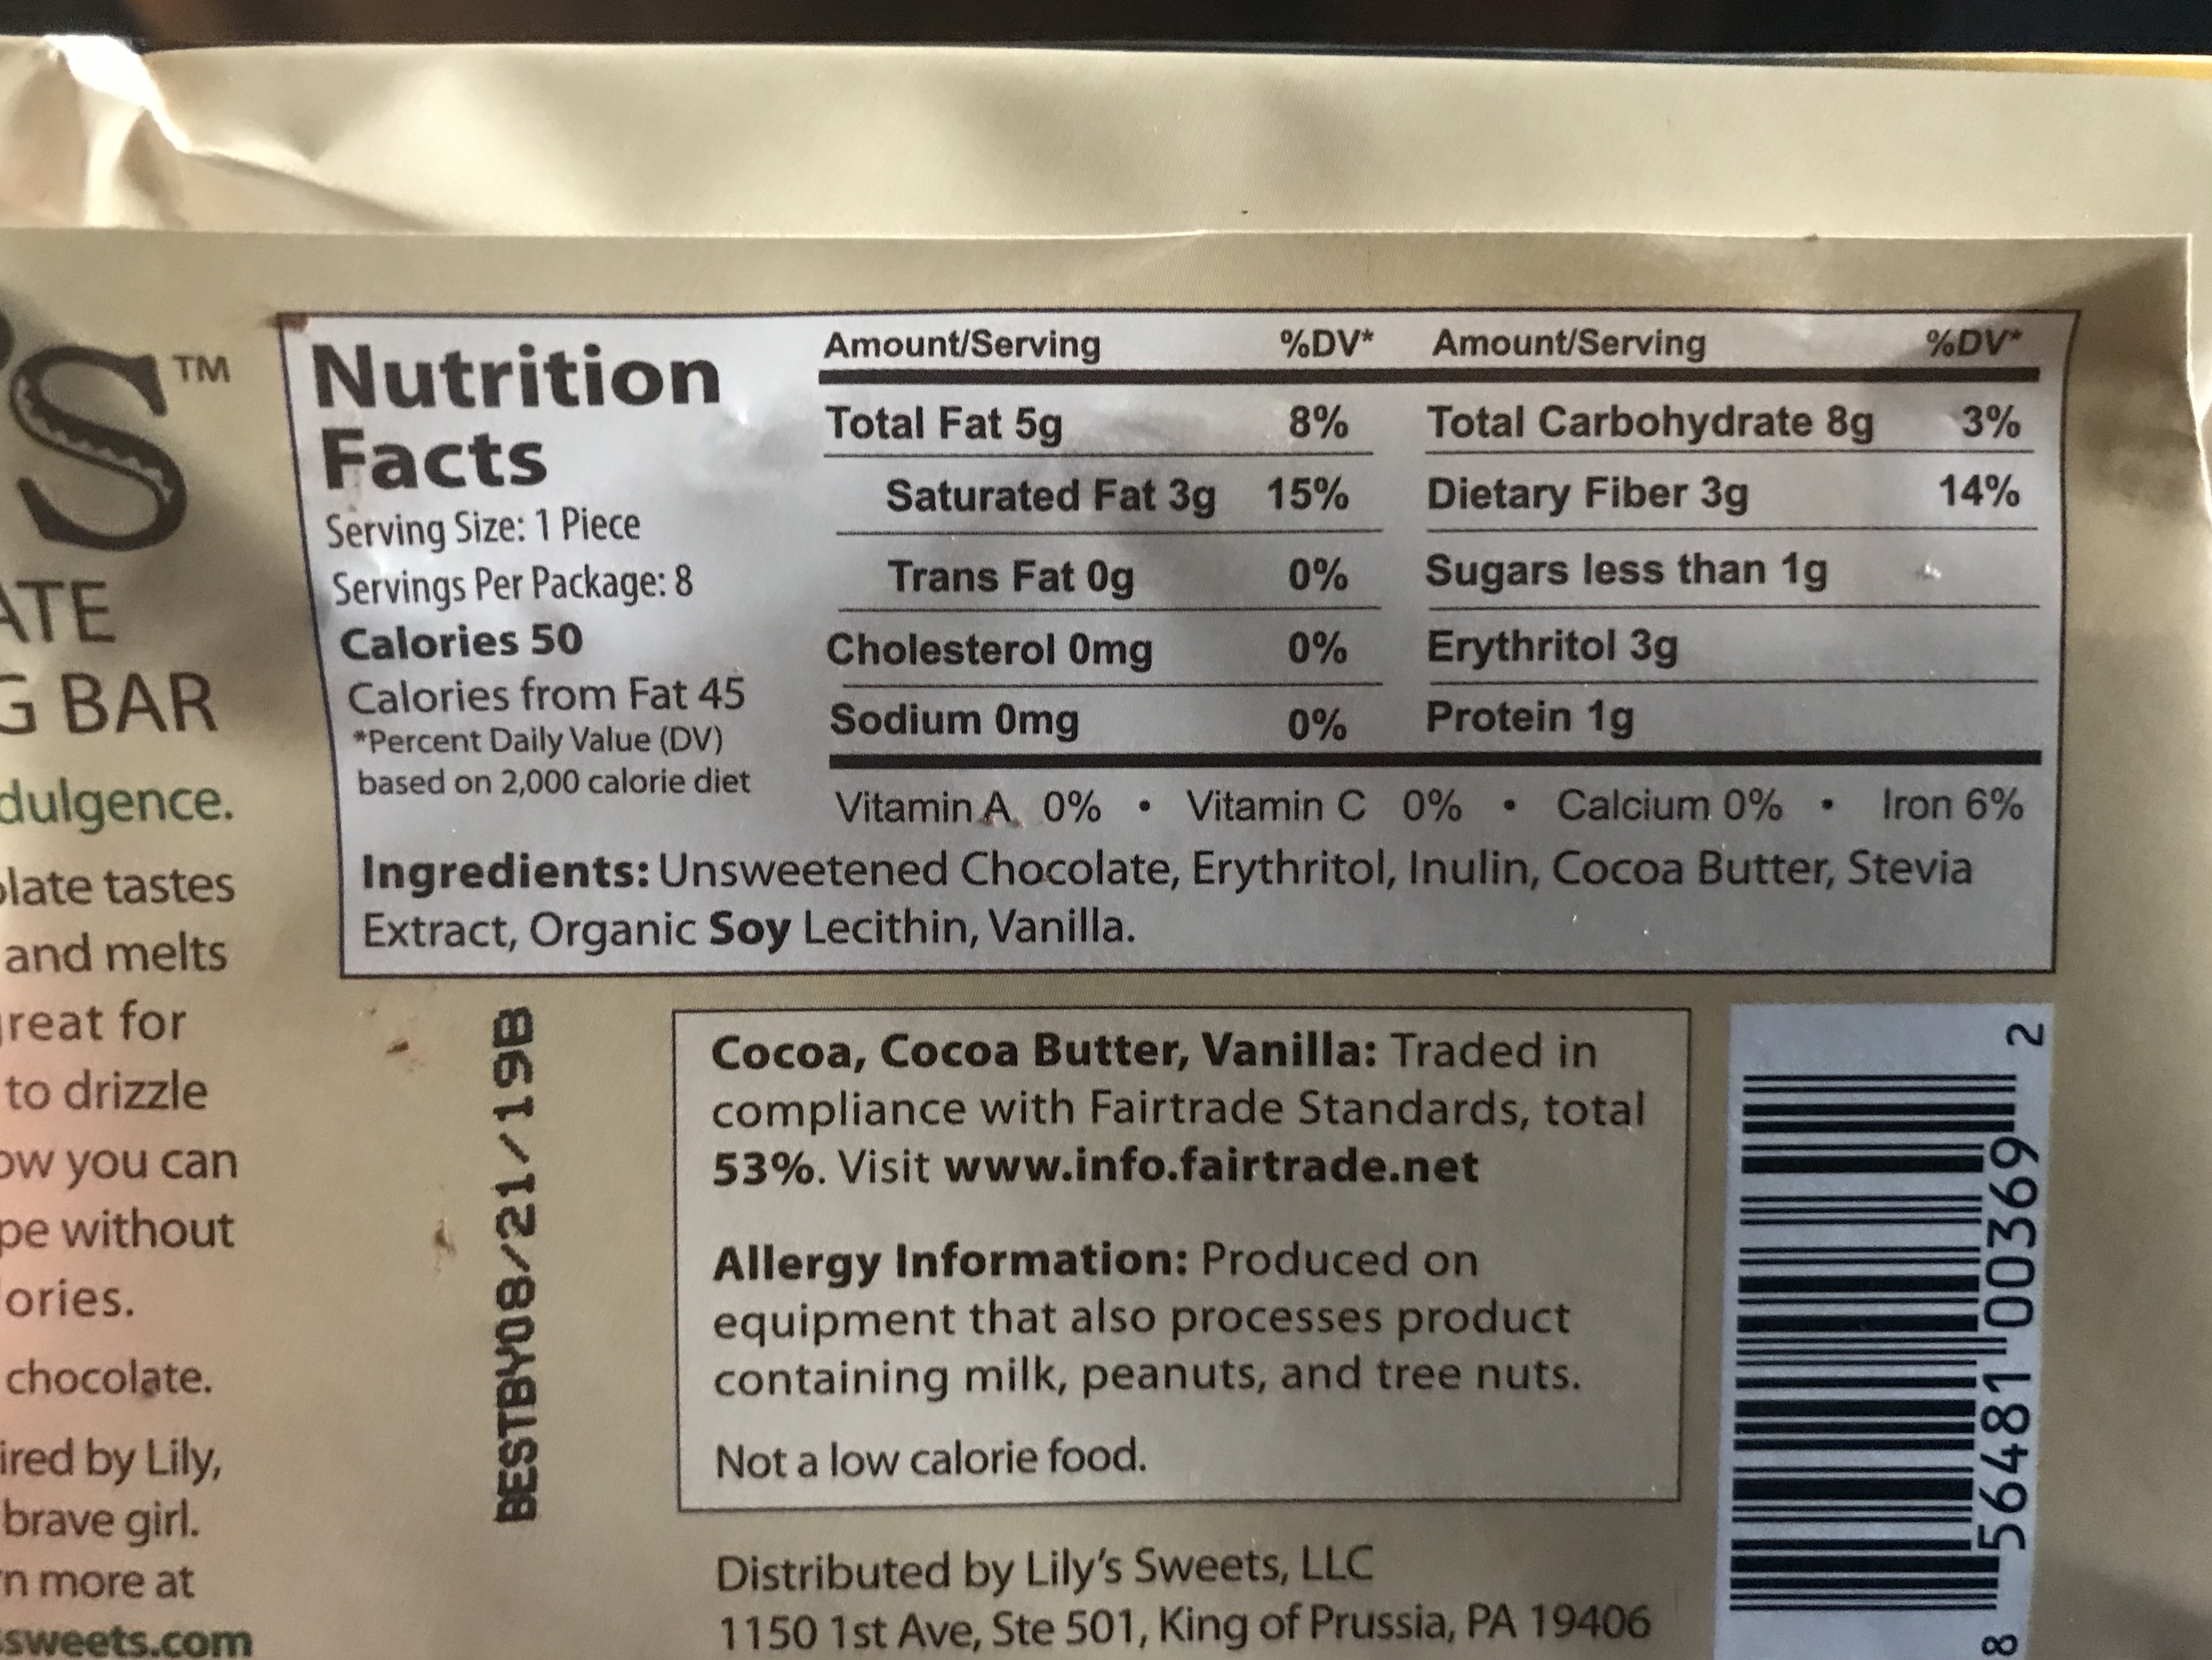 S™
ATE
G BAR
dulgence.
late tastes
and melts
reat for
to drizzle
ow you can
pe without
ories.
chocolate.
ired by Lily,
brave girl.
n more at
sweets.com
Nutrition
Facts
Serving Size: 1 Piece
Servings Per Package: 8
Calories 50
Calories from Fat 45
*Percent Daily Value (DV)
based on 2,000 calorie diet
Amount/Serving %DV*
Total Fat 5g 8%
Saturated Fat 3g 15%
Trans Fat 0g 0%
Cholesterol 0mg 0%
Sodium 0mg 0%
Amount/Serving %DV*
Total Carbohydrate 8g 3%
Dietary Fiber 3g 14%
Sugars less than 1g
Erythritol 3g
Protein 1g
Vitamin A 0% • Vitamin C 0% • Calcium 0% • Iron 6%
Ingredients: Unsweetened Chocolate, Erythritol, Inulin, Cocoa Butter, Stevia
Extract, Organic Soy Lecithin, Vanilla.
BESTBY08/21/19B
Cocoa, Cocoa Butter, Vanilla: Traded in
compliance with Fairtrade Standards, total
53%. Visit www.info.fairtrade.net
Allergy Information: Produced on
equipment that also processes product
containing milk, peanuts, and tree nuts.
Not a low calorie food.
Distributed by Lily's Sweets, LLC
1150 1st Ave, Ste 501, King of Prussia, PA 19406
8 56481 00369 2